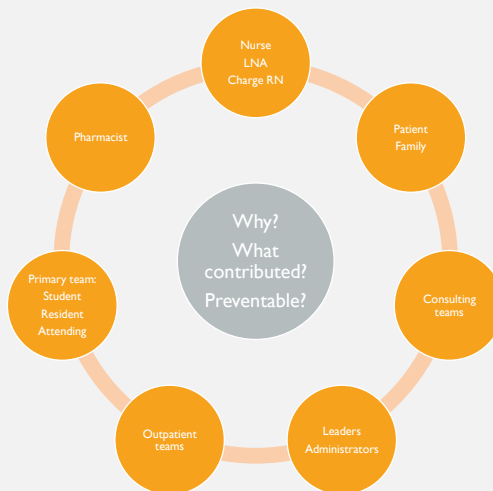 Nurse
LNA
Charge RN
Patient
Family
Consulting
teams
Leaders
Administrators
Outpatient
teams
Primary team:
Student
Resident
Attending
Pharmacist
Why?
What
contributed?
Preventable?